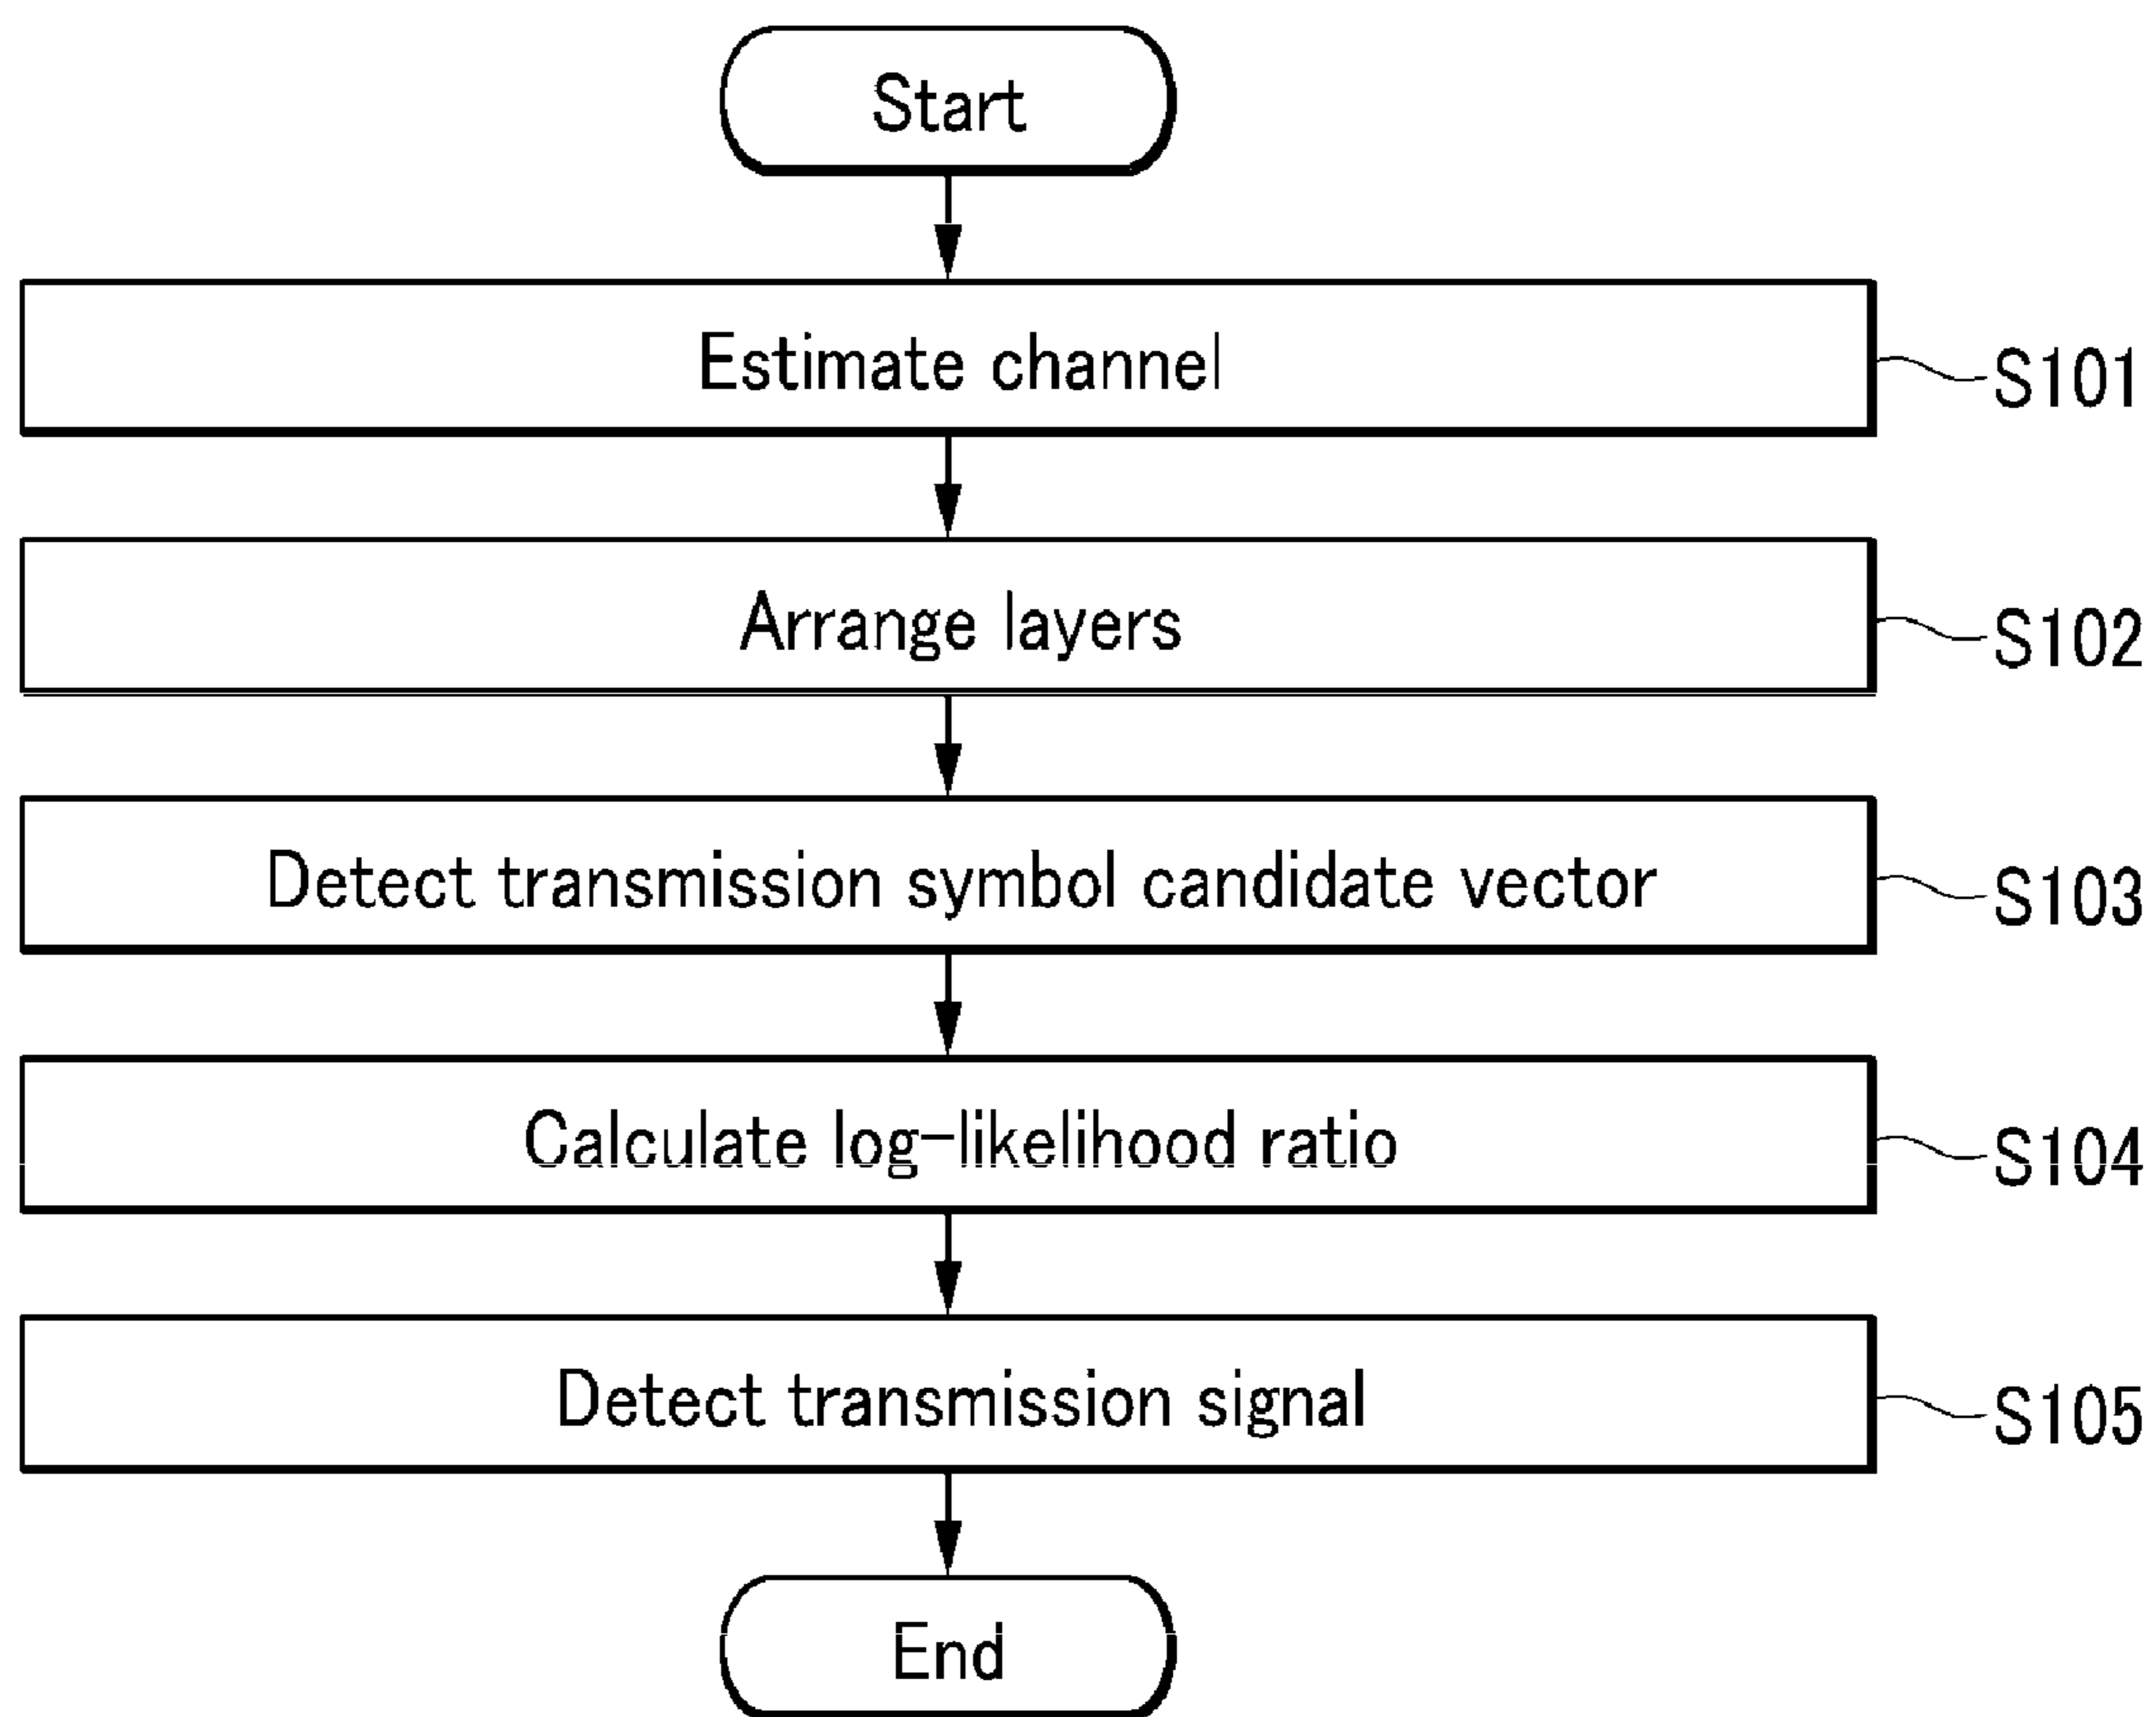 Start
Estimate channel
S101
Arrange layers
S102
Detect transmission symbol candidate vector
S103
Calculate log-likelihood ratio
S104
Detect transmission signal
S105
End